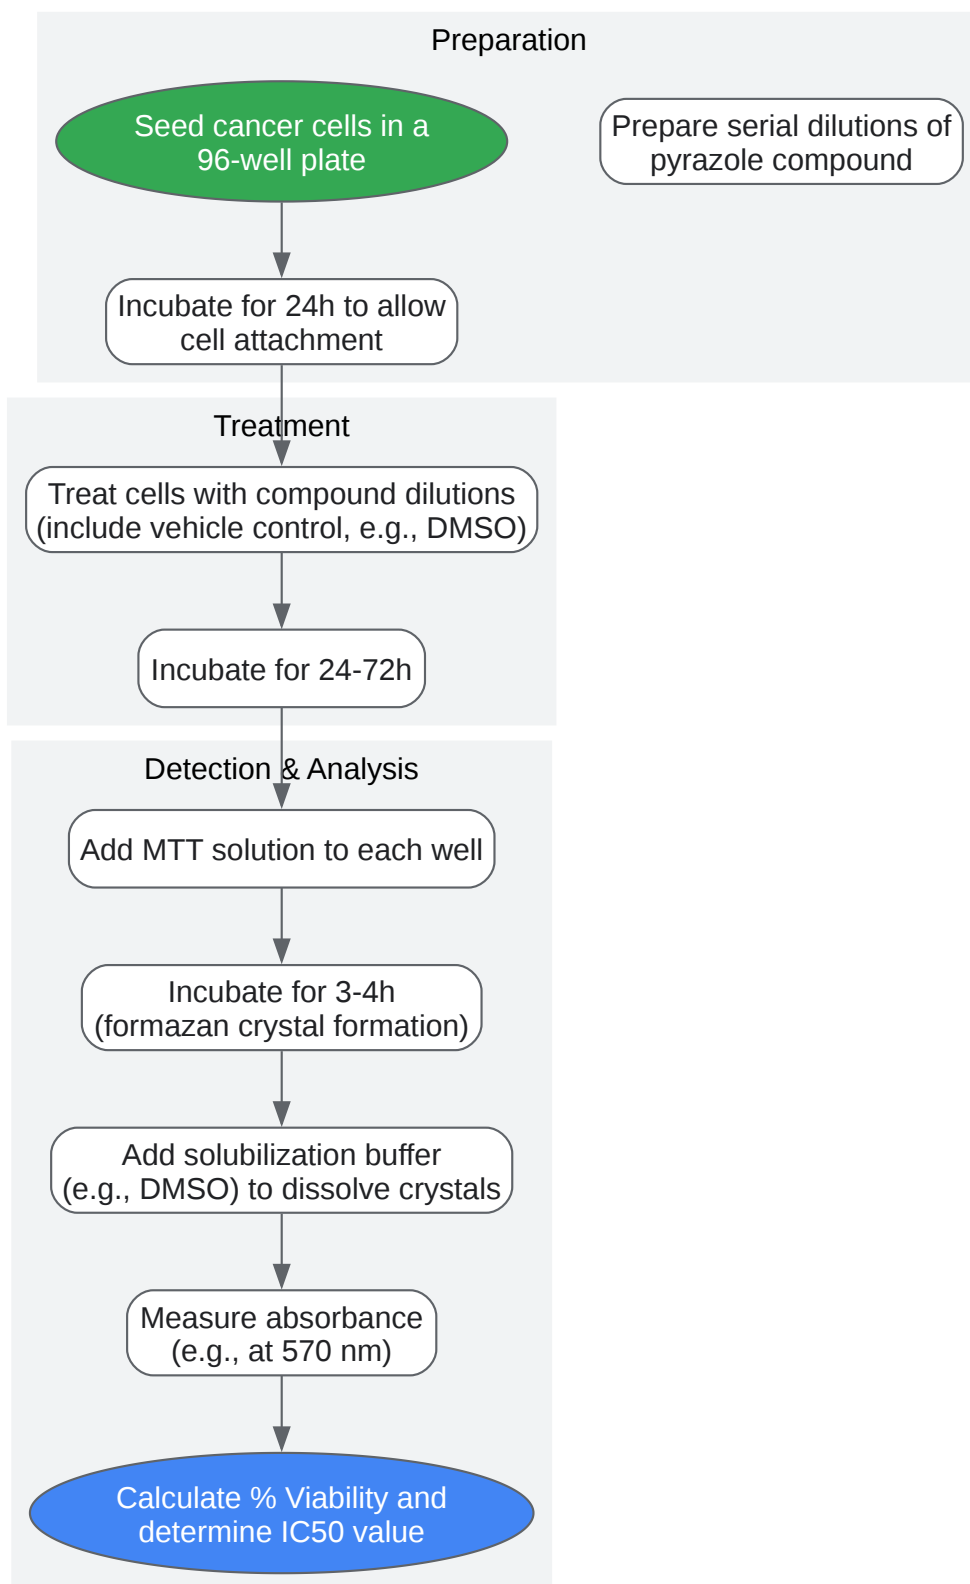 Preparation
Seed cancer cells in a
96-well plate
Prepare serial dilutions of
pyrazole compound
Incubate for 24h to allow
cell attachment
Treatment
Treat cells with compound dilutions
(include vehicle control, e.g., DMSO)
Incubate for 24-72h
Detection & Analysis
Add MTT solution to each well
Incubate for 3-4h
(formazan crystal formation)
Add solubilization buffer
(e.g., DMSO) to dissolve crystals
Measure absorbance
(e.g., at 570 nm)
Calculate % Viability and
determine IC50 value